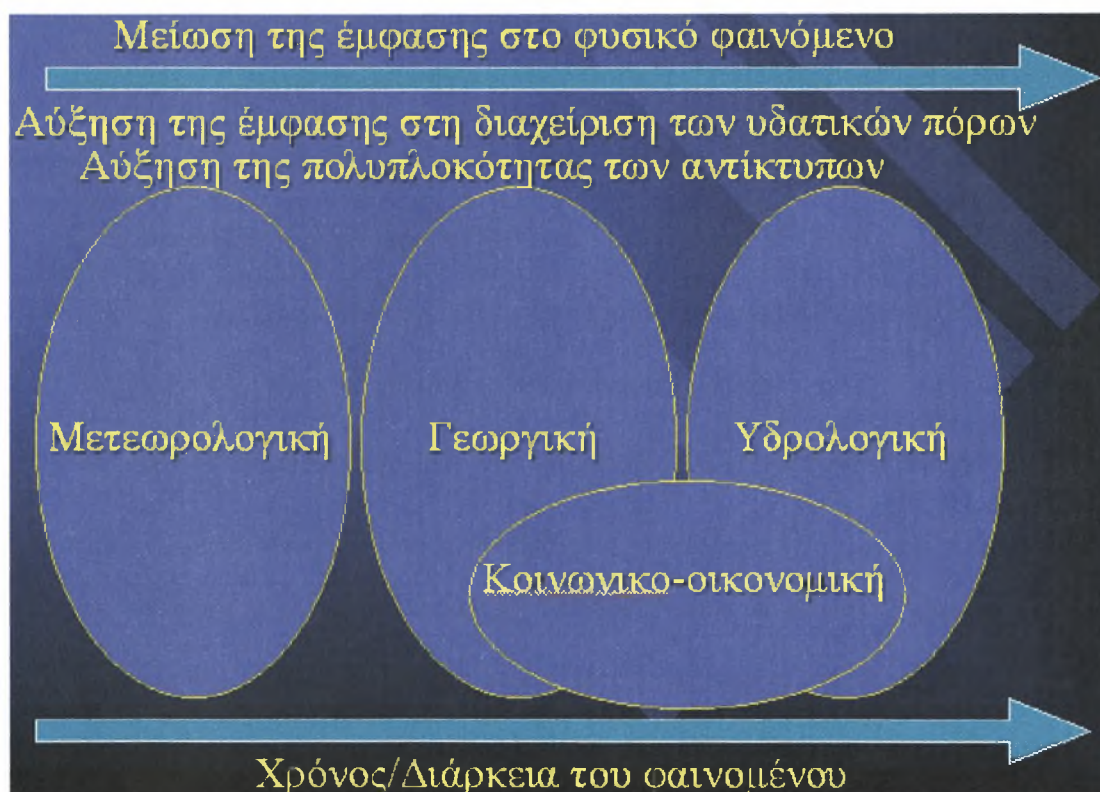 Μείωση της έμφασης στο φυσικό φαινόμενο
Αύξηση της έμφασης στη διαχείριση των υδατικών πόρων
Αύξηση της πολυπλοκότητας των αντίκτυπων
Μετεωρολογική
Γεωργική
Υδρολογική
Κοινωνικο-οικονομική
Χρόνος/Διάρκεια του φαινομένου